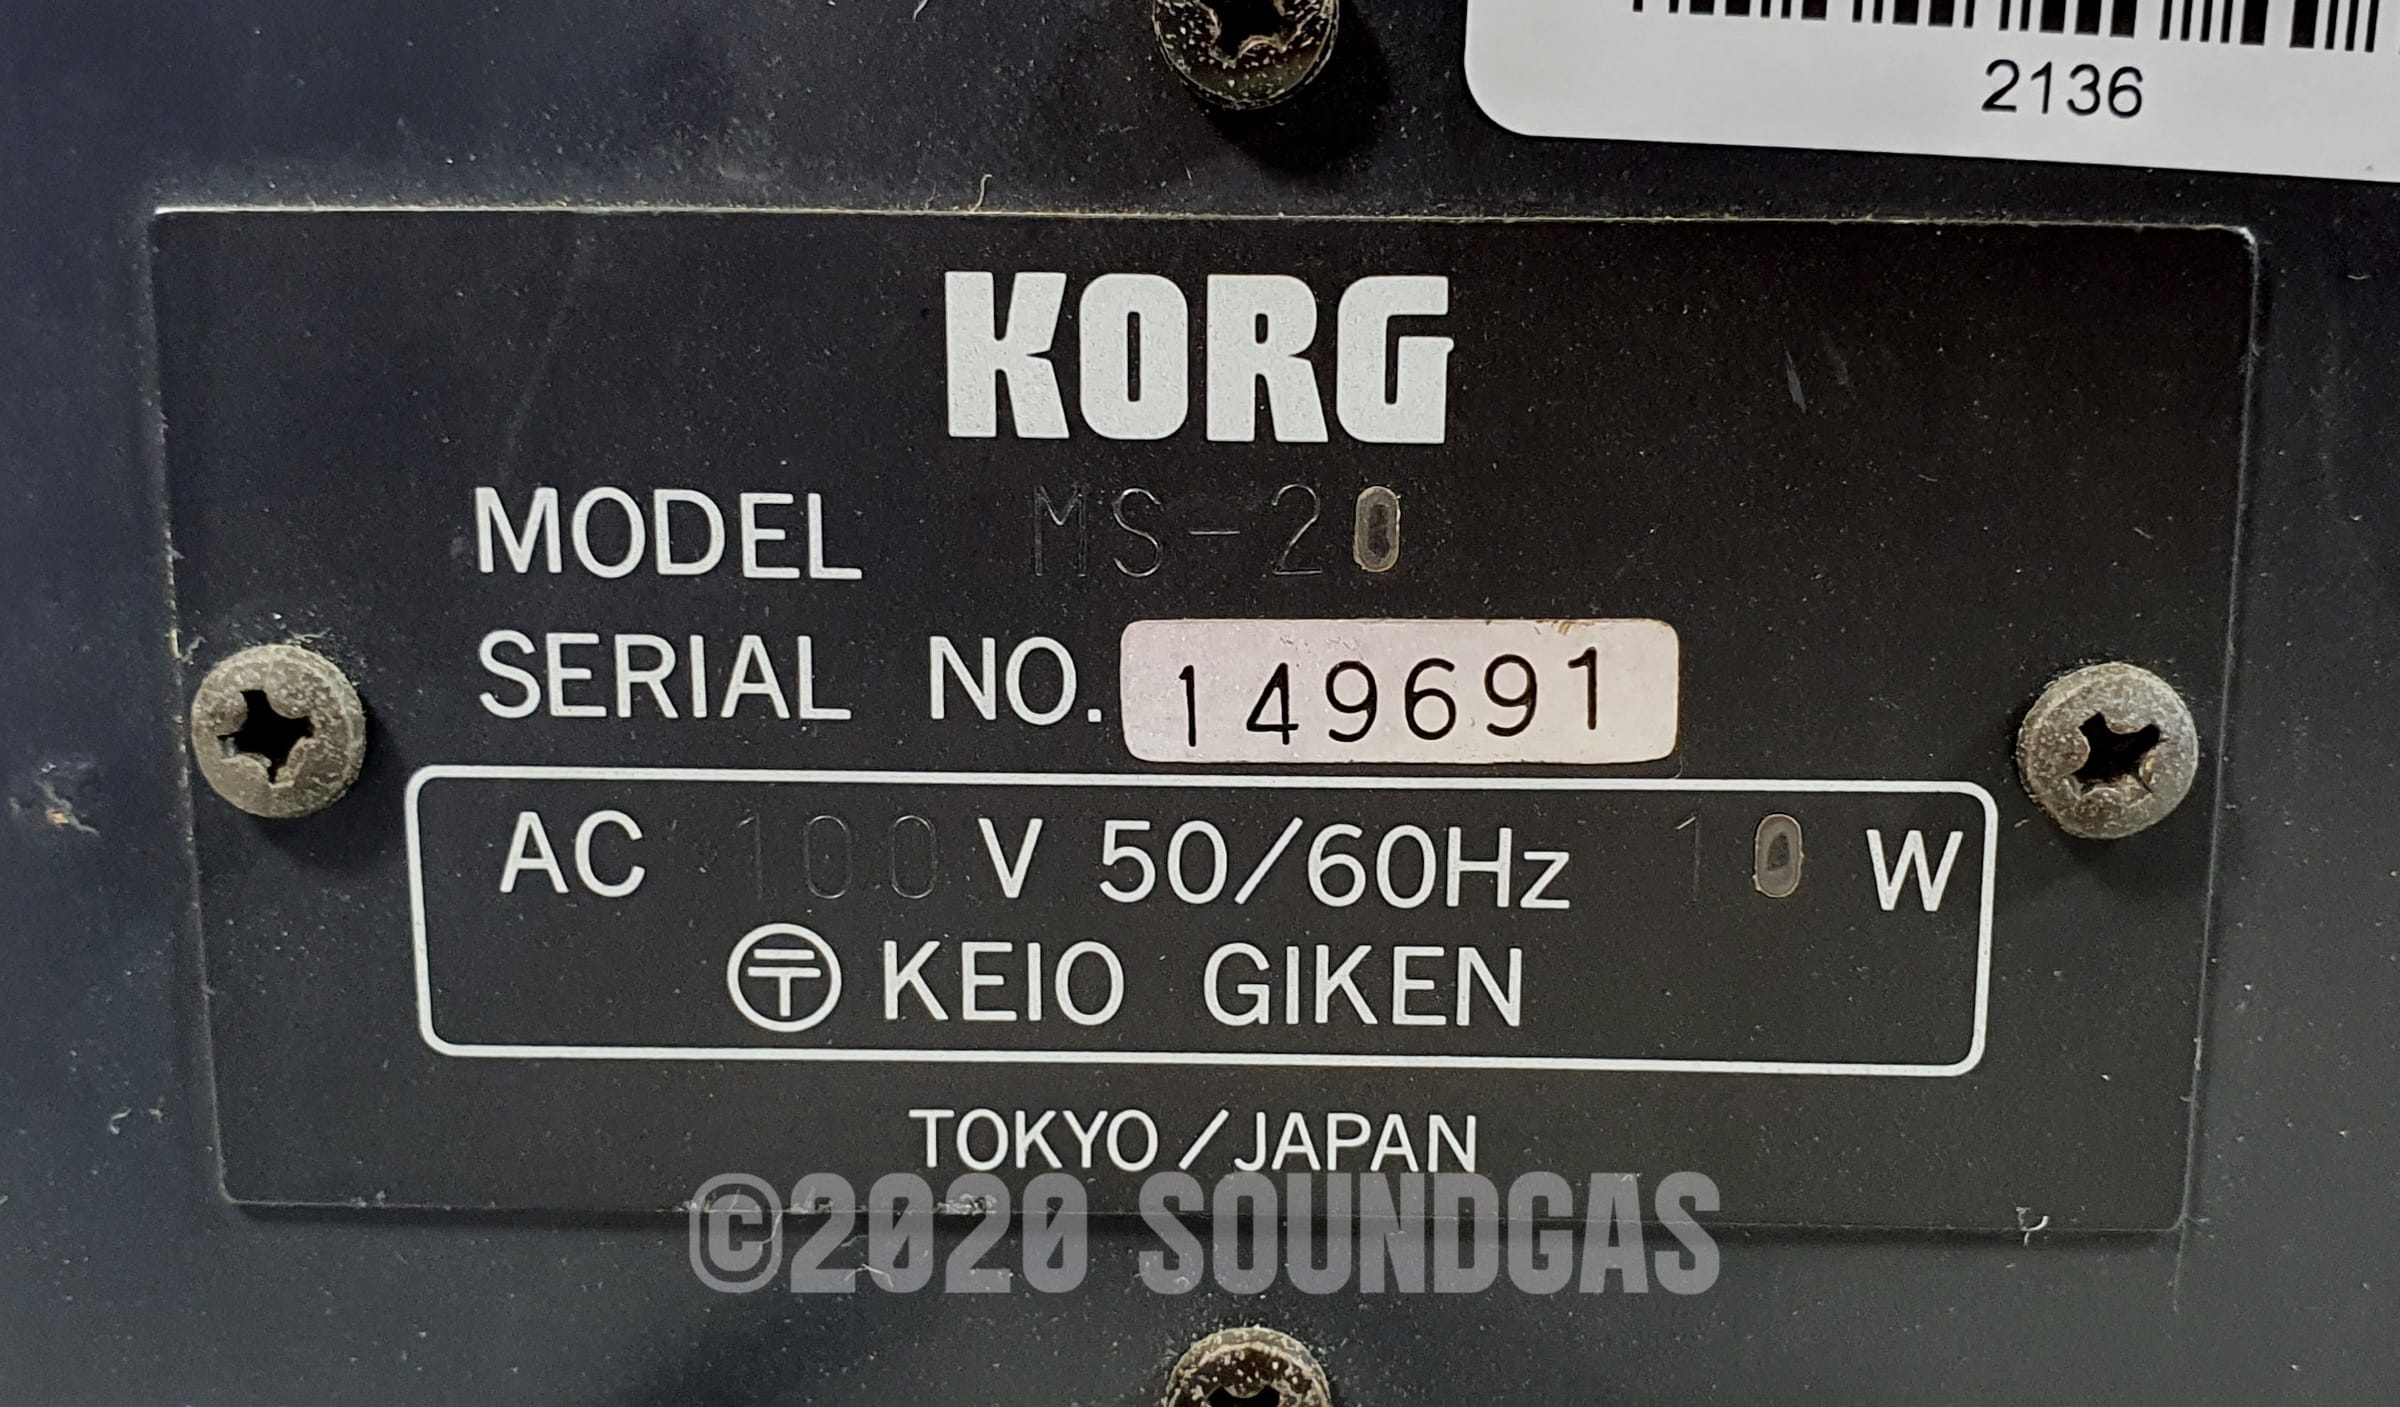 2136
KORG
MODEL MS-20
SERIAL NO. 149691
AC 100 V 50/60Hz 10 W
〶 KEIO GIKEN
TOKYO/JAPAN
©2020 SOUNDGAS